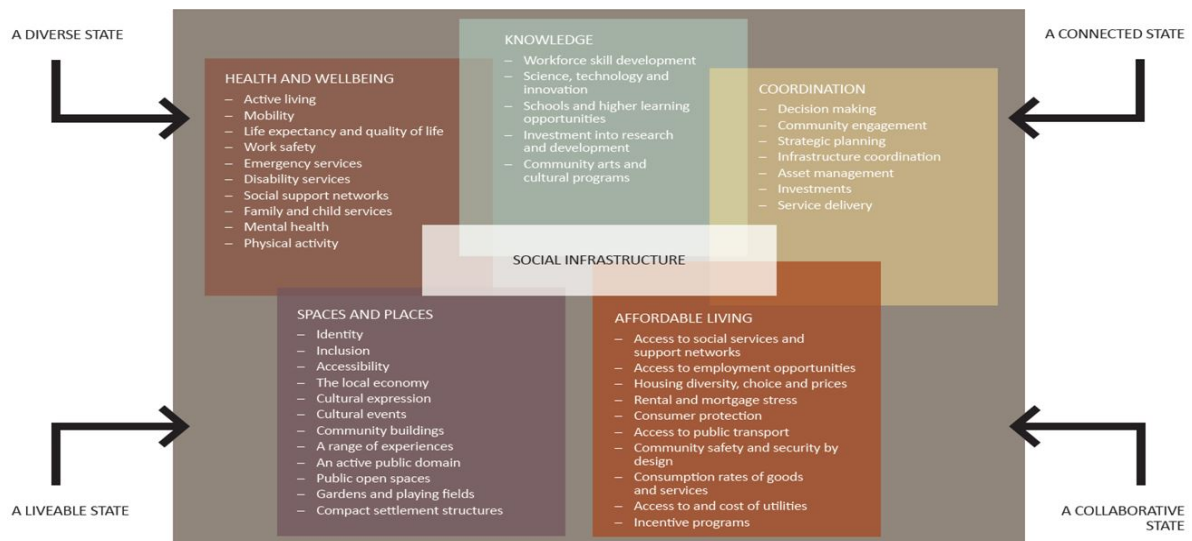 A DIVERSE STATE
A CONNECTED STATE
KNOWLEDGE
– Workforce skill development
– Science, technology and
innovation
– Schools and higher learning
opportunities
– Investment into research
and development
– Community arts and
cultural programs
HEALTH AND WELLBEING
– Active living
– Mobility
– Life expectancy and quality of life
– Work safety
– Emergency services
– Disability services
– Social support networks
– Family and child services
– Mental health
– Physical activity
COORDINATION
– Decision making
– Community engagement
– Strategic planning
– Infrastructure coordination
– Asset management
– Investments
– Service delivery
SOCIAL INFRASTRUCTURE
SPACES AND PLACES
– Identity
– Inclusion
– Accessibility
– The local economy
– Cultural expression
– Cultural events
– Community buildings
– A range of experiences
– An active public domain
– Public open spaces
– Gardens and playing fields
– Compact settlement structures
AFFORDABLE LIVING
– Access to social services and
support networks
– Access to employment opportunities
– Housing diversity, choice and prices
– Rental and mortgage stress
– Consumer protection
– Access to public transport
– Community safety and security by
design
– Consumption rates of goods
and services
– Access to and cost of utilities
– Incentive programs
A LIVEABLE STATE
A COLLABORATIVE
STATE